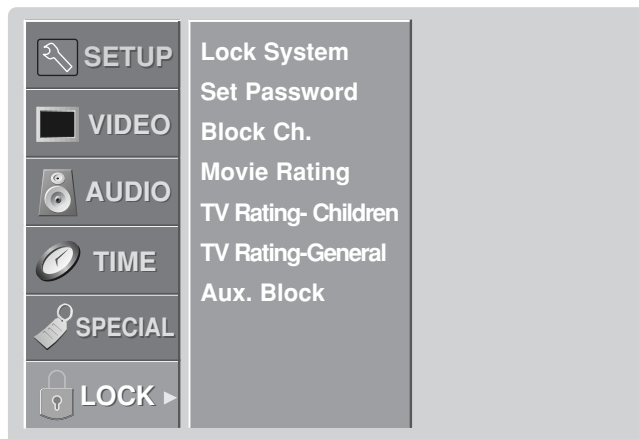 SETUP
VIDEO
AUDIO
TIME
SPECIAL
LOCK
Lock System
Set Password
Block Ch.
Movie Rating
TV Rating- Children
TV Rating-General
Aux. Block